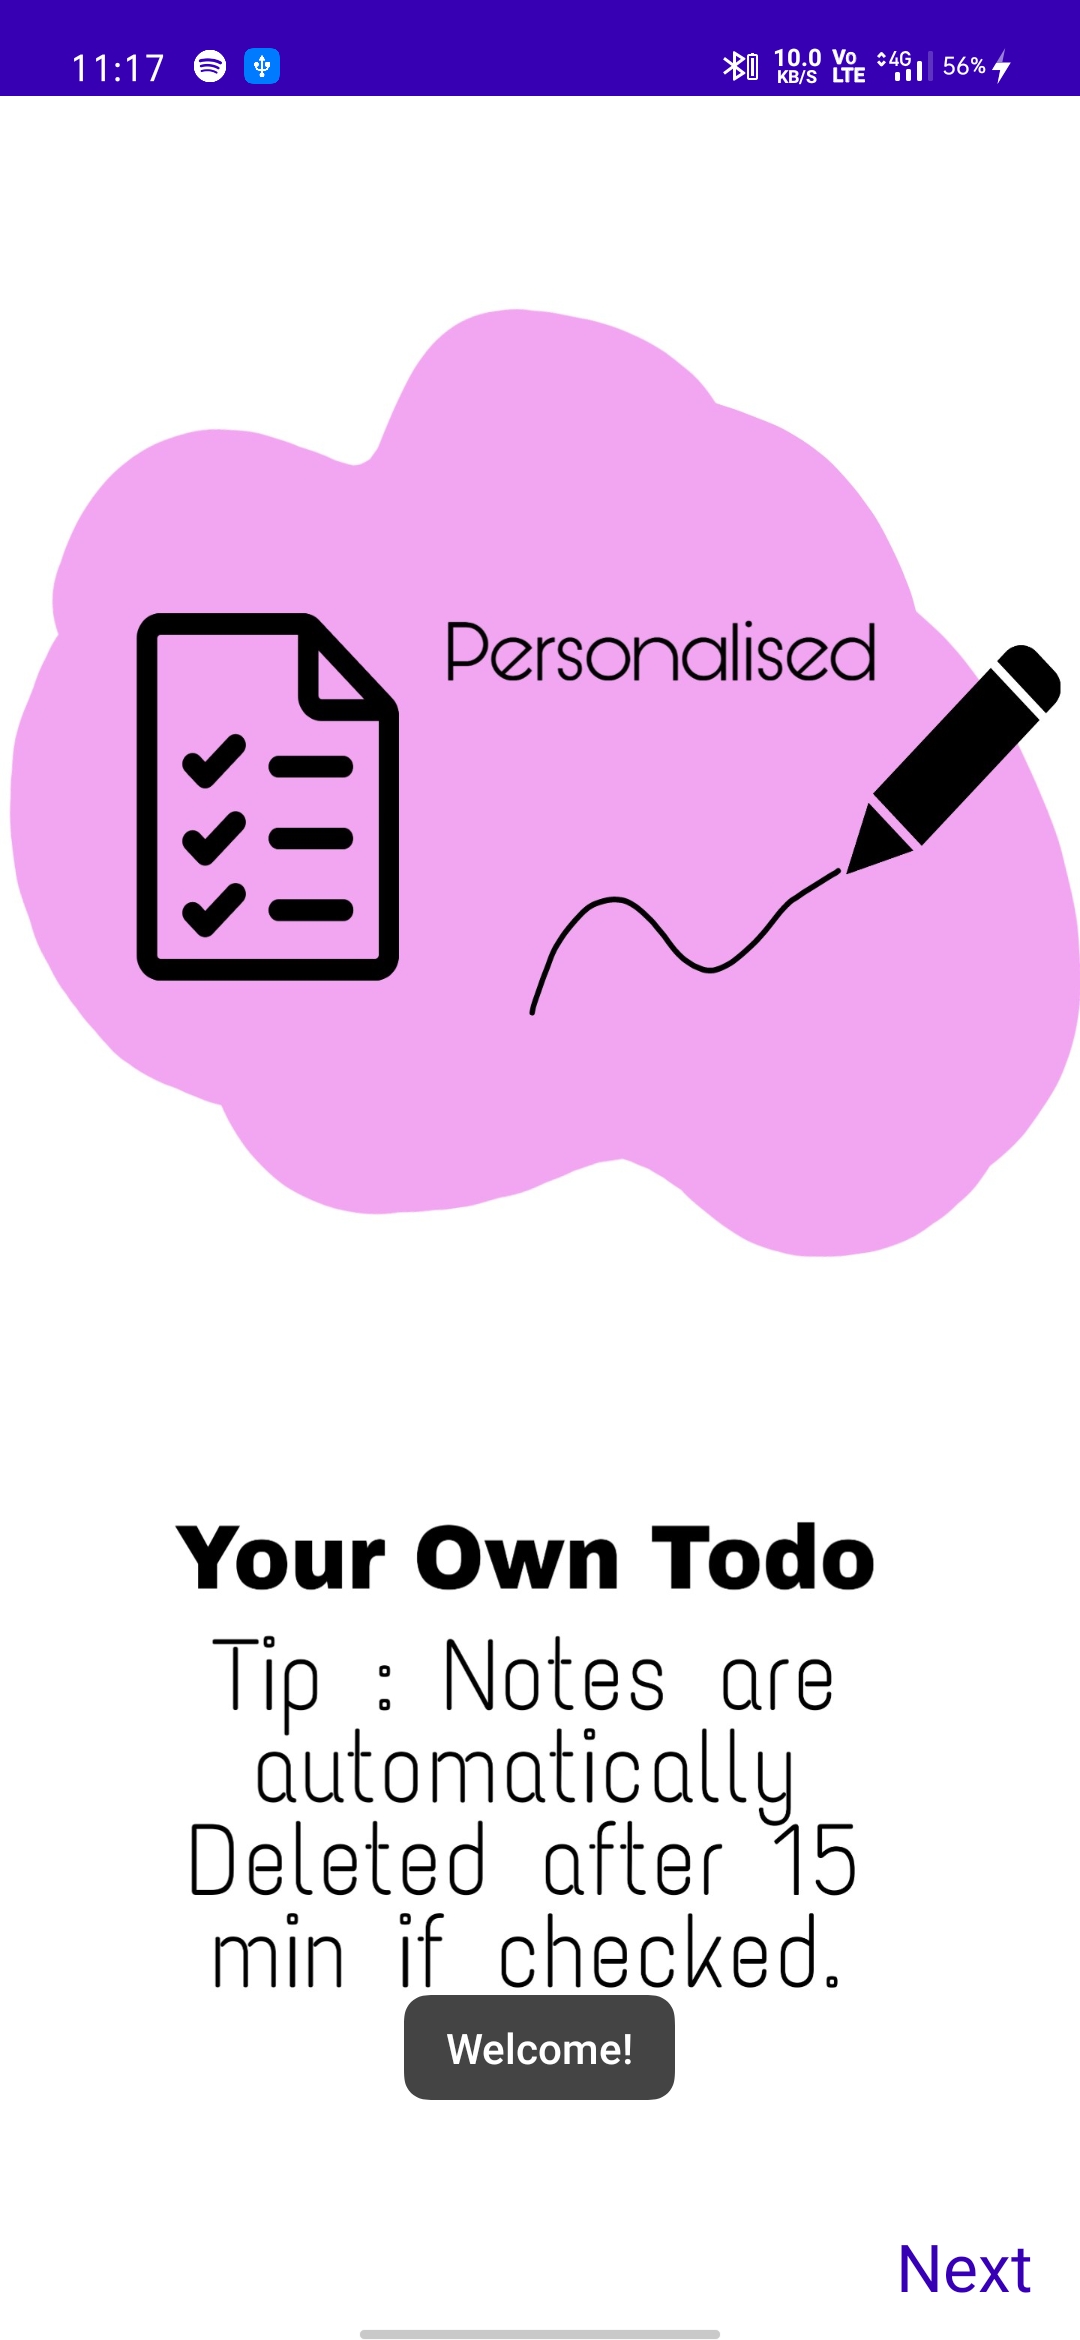 11:17 10.0 KB/S Vo LTE 4G 56%
Personalised
Your Own Todo
Tip : Notes are
automatically
Deleted after 15
min if checked.
Welcome!
Next